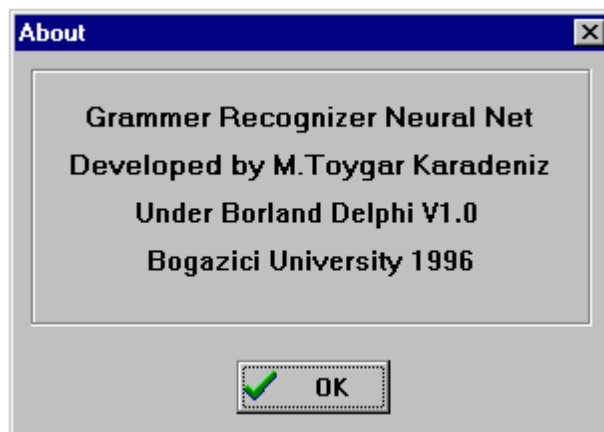 About
Grammer Recognizer Neural Net
Developed by M.Toygar Karadeniz
Under Borland Delphi V1.0
Bogazici University 1996
OK